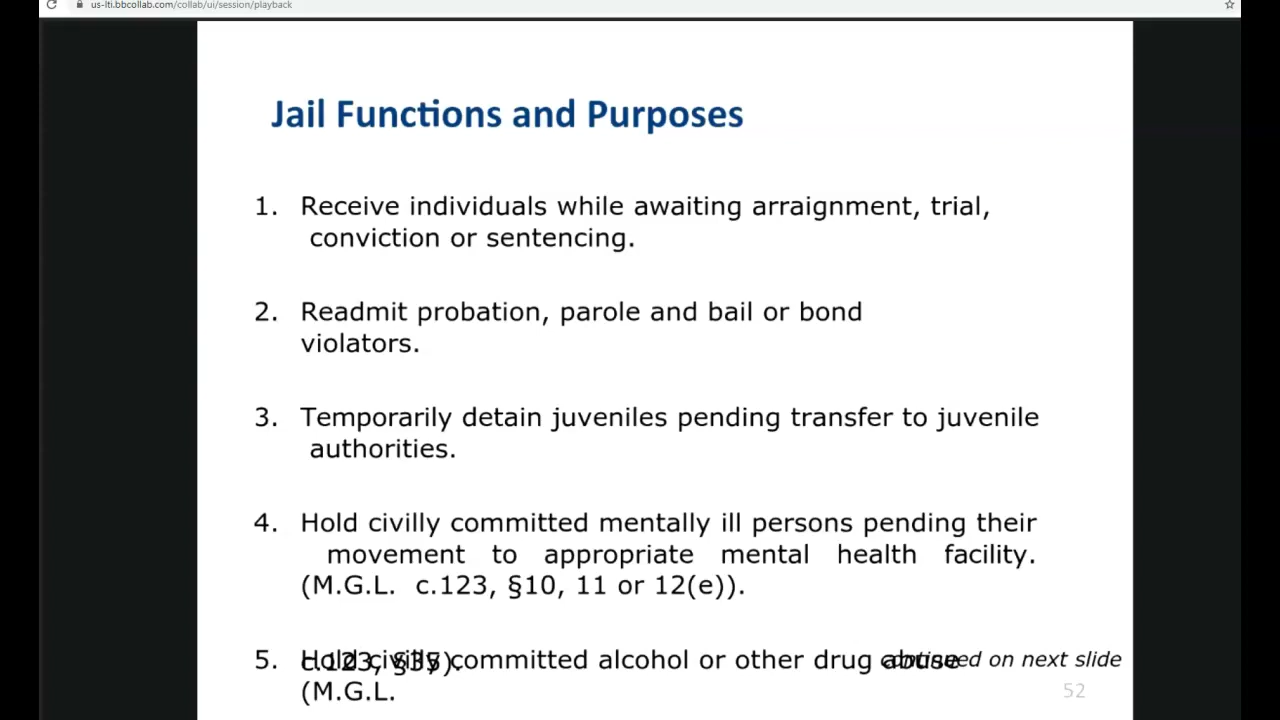 us-lti.bbcollab.com/collab/ui/session/playback
Jail Functions and Purposes
1. Receive individuals while awaiting arraignment, trial,
conviction or sentencing.
2. Readmit probation, parole and bail or bond
violators.
3. Temporarily detain juveniles pending transfer to juvenile
authorities.
4. Hold civilly committed mentally ill persons pending their
movement to appropriate mental health facility.
(M.G.L. c.123, §10, 11 or 12(e)).
5. Hold civilly committed alcohol or other drug abuse
c.123, §35).
continued on next slide
(M.G.L.
52